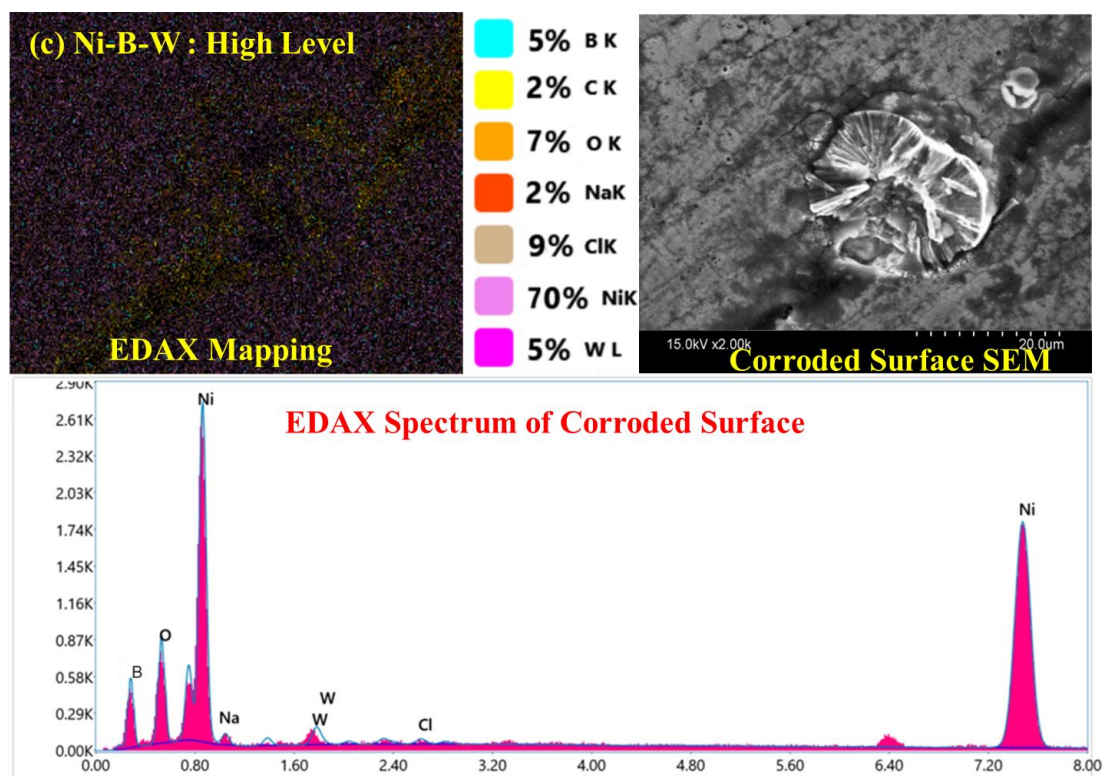 (c) Ni-B-W : High Level
EDAX Mapping
5% B K
2% C K
7% O K
2% NaK
9% ClK
70% NiK
5% W L
15.0kV x2.00k
20.0um
Corroded Surface SEM
EDAX Spectrum of Corroded Surface
2.90K
2.61K
2.32K
2.03K
1.74K
1.45K
1.16K
0.87K
0.58K
0.29K
0.00K
Ni
Ni
O
B
Na
W
W
Cl
0.00 0.80 1.60 2.40 3.20 4.00 4.80 5.60 6.40 7.20 8.00